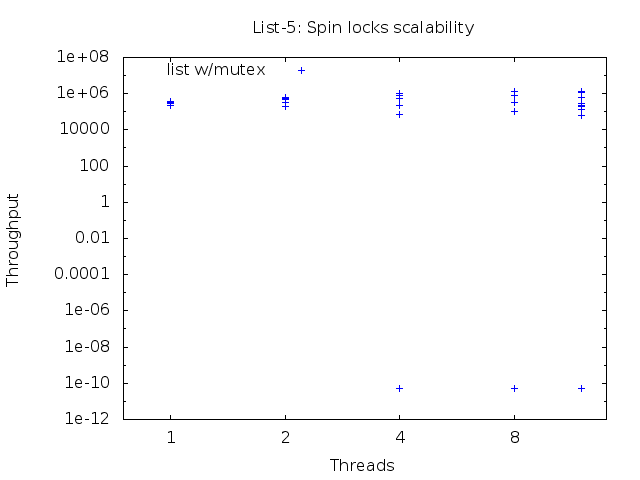 List-5: Spin locks scalability
list w/mutex
1e+08
1e+06
10000
100
1
0.01
0.0001
1e-06
1e-08
1e-10
1e-12
Throughput
1 2 4 8
Threads